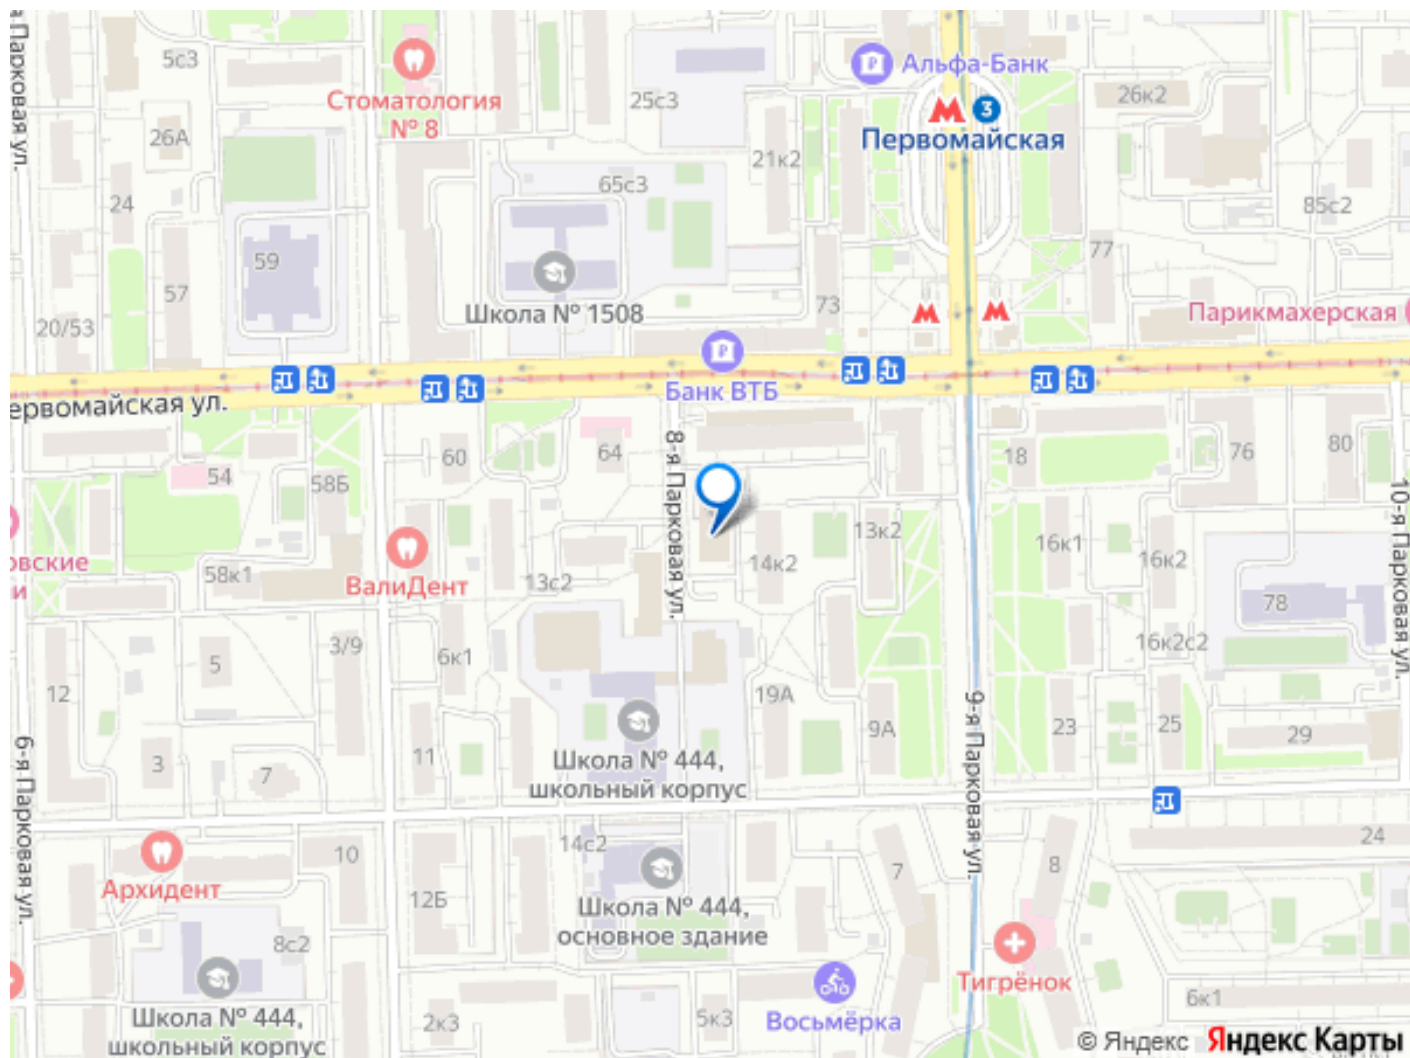 я Парковая ул.
5с3
Стоматология
№ 8
25с3
Альфа-Банк
3
Первомайская
26к2
26А
21к2
65с3
24
85с2
59
77
57
Школа № 1508
73
20/53
Парикмахерская
Банк ВТБ
ервомайская ул.
8-я Парковая ул.
60
64
54
58Б
18
76
80
10-я Парковая ул.
13к2
16к1
16к2
овские
и
58к1
ВалиДент
13с2
14к2
78
16к2с2
5
3/9
6к1
12
19А
9А
9-я Парковая ул.
23
25
29
6-я Парковая ул.
3
7
11
Школа № 444,
школьный корпус
24
14с2
10
7
8
Архидент
12Б
Школа № 444,
основное здание
8с2
Тигрёнок
6к1
Школа № 444,
школьный корпус
2к3
5к3
Восьмёрка
© Яндекс Яндекс Карты